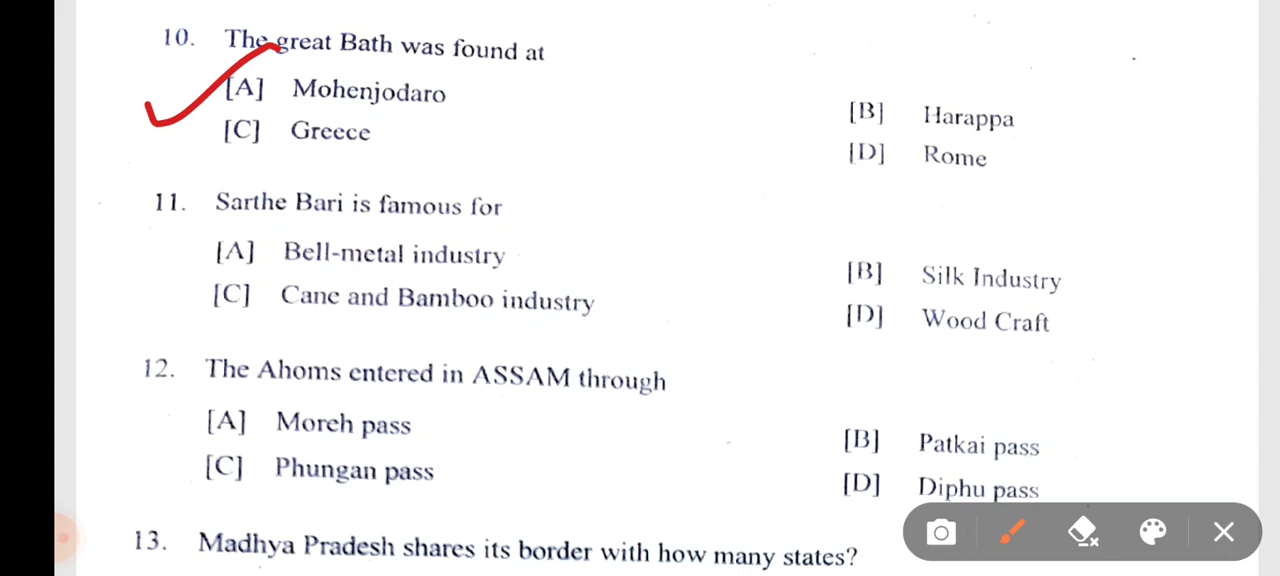 10. The great Bath was found at
[A] Mohenjodaro
[B] Harappa
[C] Greece
[D] Rome
11. Sarthe Bari is famous for
[A] Bell-metal industry
[B] Silk Industry
[C] Cane and Bamboo industry
[D] Wood Craft
12. The Ahoms entered in ASSAM through
[A] Moreh pass
[B] Patkai pass
[C] Phungan pass
[D] Diphu pass
13. Madhya Pradesh shares its border with how many states?